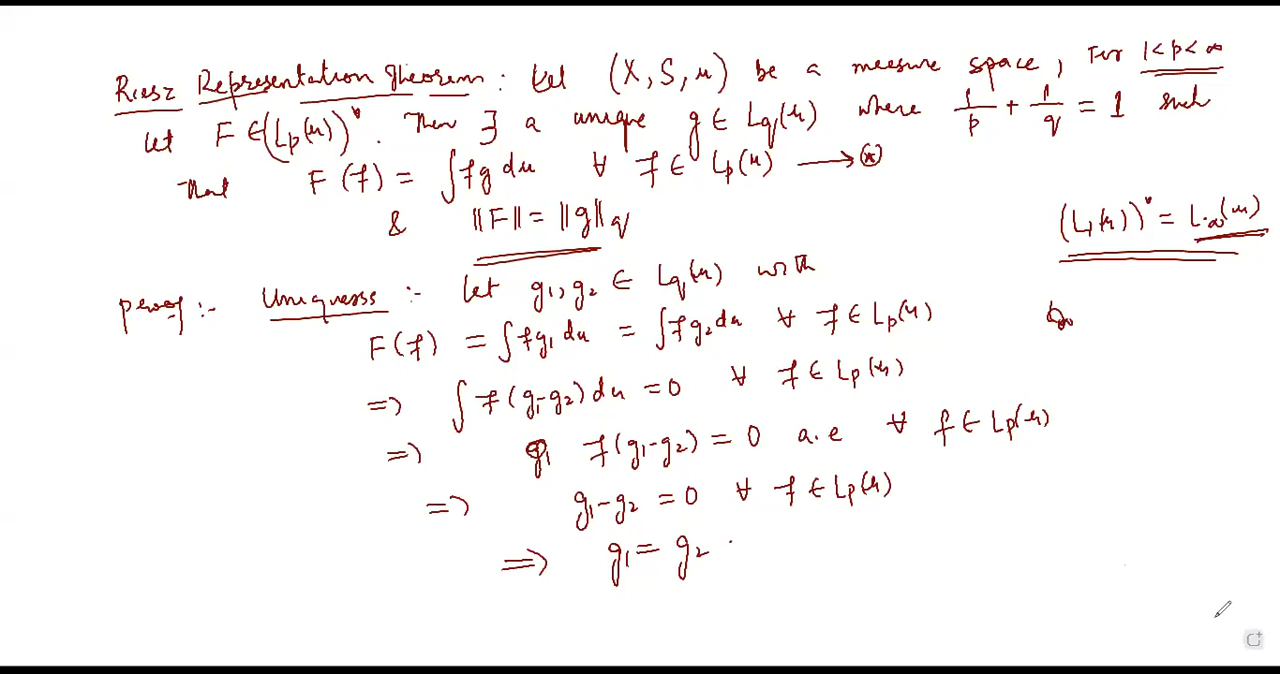 Riesz Representation Theorem : Let (X, S, μ) be a measure space, For 1<p<∞
Let F ∈ (Lp(μ))*. Then ∃ a unique g ∈ Lq(μ) where 1/p + 1/q = 1 such
that F(f) = ∫fg dμ ∀ f ∈ Lp(μ) ⟶ ⊛
& ||F|| = ||g||q
(L1(μ))* = L∞(μ)
Proof :- Uniqness :- Let g1, g2 ∈ Lq(μ) with
F(f) = ∫fg1 dμ = ∫fg2 dμ ∀ f ∈ Lp(μ)
=> ∫f(g1-g2)dμ = 0 ∀ f ∈ Lp(μ)
=> f(g1-g2) = 0 a.e ∀ f ∈ Lp(μ)
=> g1-g2 = 0 ∀ f ∈ Lp(μ)
=> g1 = g2 .